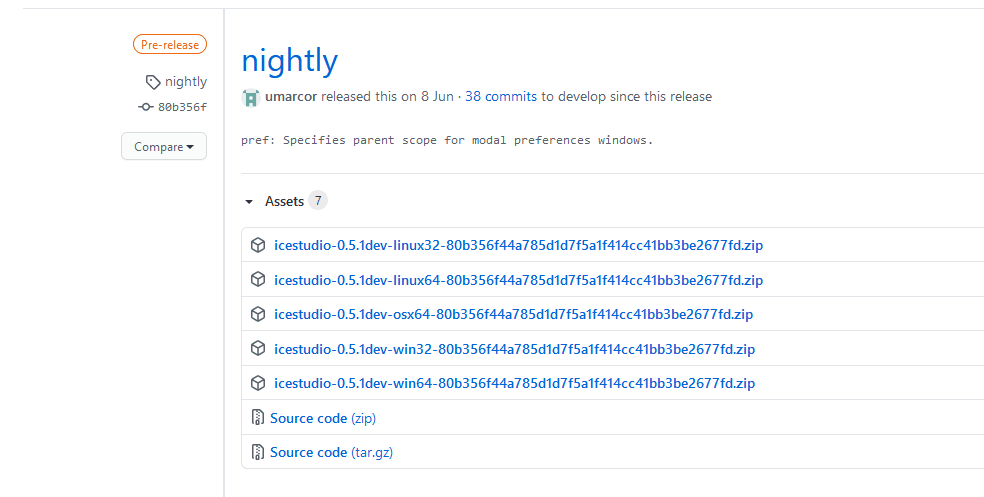 Pre-release
nightly
80b356f
Compare
nightly
umarcor released this on 8 Jun · 38 commits to develop since this release
pref: Specifies parent scope for modal preferences windows.
Assets 7
icestudio-0.5.1dev-linux32-80b356f44a785d1d7f5a1f414cc41bb3be2677fd.zip
icestudio-0.5.1dev-linux64-80b356f44a785d1d7f5a1f414cc41bb3be2677fd.zip
icestudio-0.5.1dev-osx64-80b356f44a785d1d7f5a1f414cc41bb3be2677fd.zip
icestudio-0.5.1dev-win32-80b356f44a785d1d7f5a1f414cc41bb3be2677fd.zip
icestudio-0.5.1dev-win64-80b356f44a785d1d7f5a1f414cc41bb3be2677fd.zip
Source code (zip)
Source code (tar.gz)